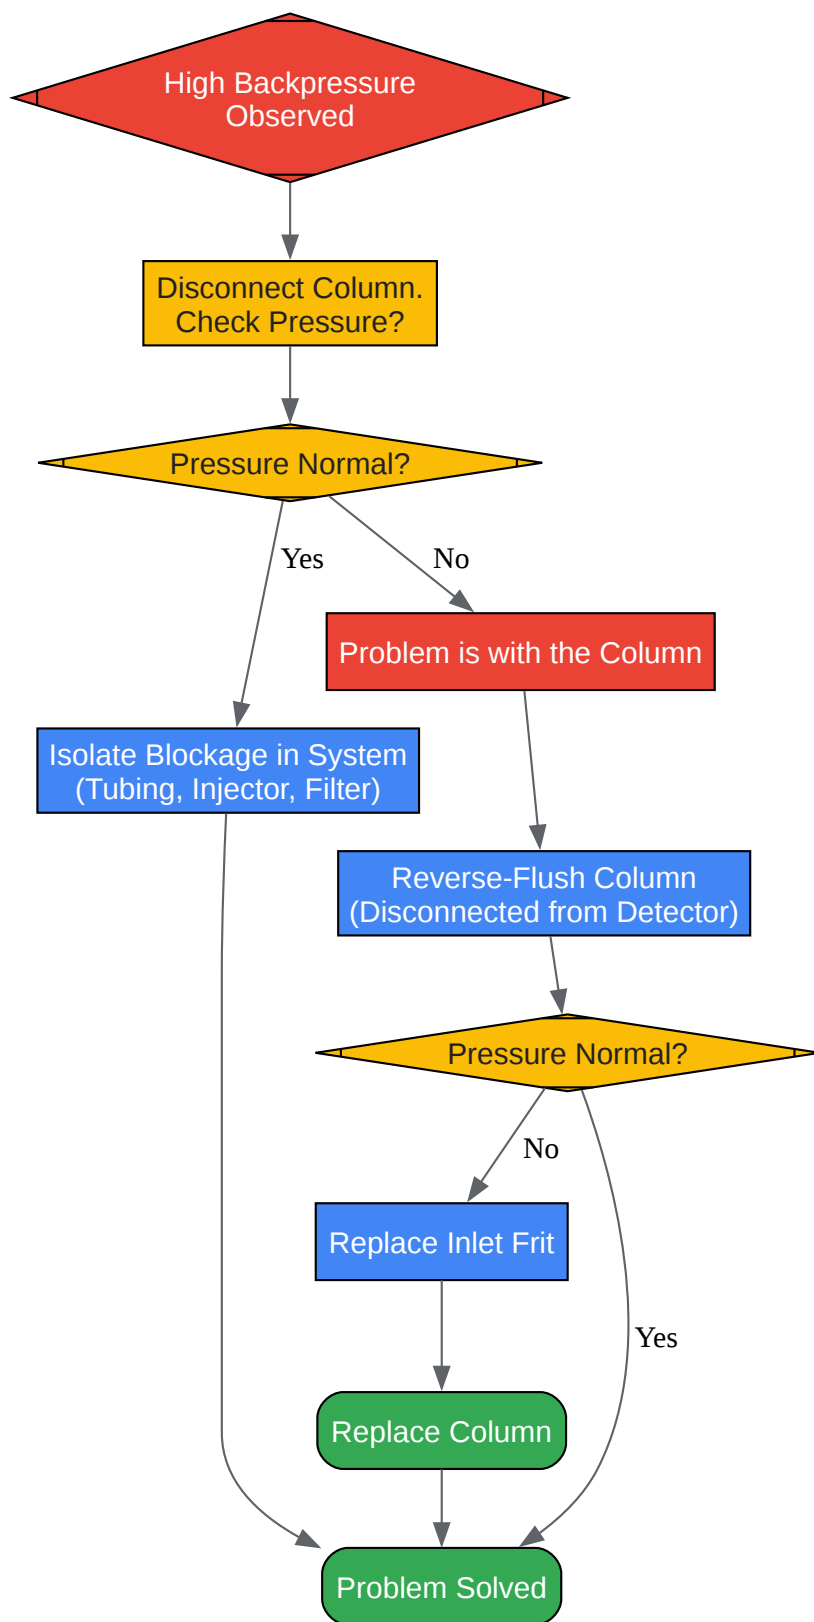 High Backpressure
Observed
Disconnect Column.
Check Pressure?
Pressure Normal?
Yes
No
Problem is with the Column
Isolate Blockage in System
(Tubing, Injector, Filter)
Reverse-Flush Column
(Disconnected from Detector)
Pressure Normal?
No
Replace Inlet Frit
Yes
Replace Column
Problem Solved